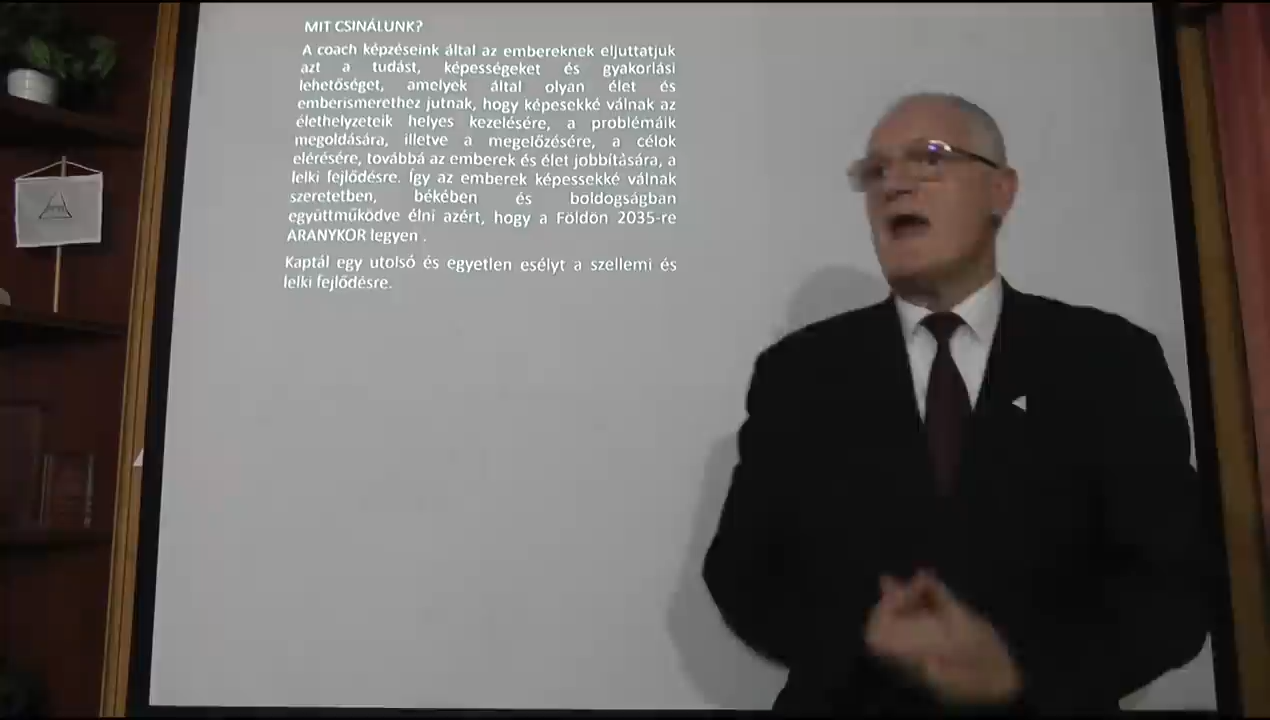 MIT CSINÁLUNK?
A coach képzéseink által az embereknek eljuttatjuk
azt a tudást, képességeket és gyakorlási
lehetőséget, amelyek által olyan élet és
emberismerethez jutnak, hogy képesekké válnak az
élethelyzeteik helyes kezelésére, a problémáik
megoldására, illetve a megelőzésére, a célok
elérésére, továbbá az emberek és élet jobbítására, a
lelki fejlődésre. Így az emberek képessekké válnak
szeretetben, békében és boldogságban
együttműködve élni azért, hogy a Földön 2035-re
ARANYKOR legyen .
Kaptál egy utolsó és egyetlen esélyt a szellemi és
lelki fejlődésre.